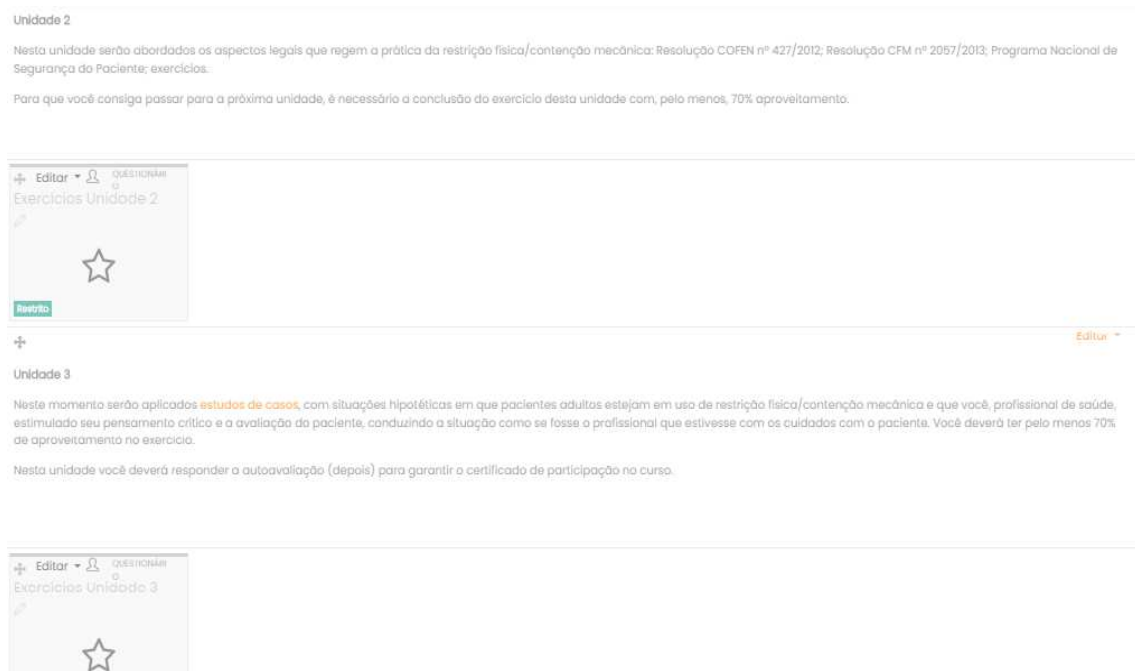 Unidade 2
Nesta unidade serão abordados os aspectos legais que regem a prática da restrição física/contenção mecânica: Resolução COFEN nº 427/2012; Resolução CFM nº 2057/2013; Programa Nacional de
Segurança do Paciente; exercícios.
Para que você consiga passar para a próxima unidade, é necessário a conclusão do exercício desta unidade com, pelo menos, 70% aproveitamento.
Editar QUESTIONÁRI
O
Exercícios Unidade 2
Restrito
Editar
Unidade 3
Neste momento serão aplicados estudos de casos, com situações hipotéticas em que pacientes adultos estejam em uso de restrição física/contenção mecânica e que você, profissional de saúde,
estimulado seu pensamento crítico e a avaliação do paciente, conduzindo a situação como se fosse o profissional que estivesse com os cuidados com o paciente. Você deverá ter pelo menos 70%
de aproveitamento no exercício.
Nesta unidade você deverá responder a autoavaliação (depois) para garantir o certificado de participação no curso.
Editar QUESTIONÁRI
O
Exercícios Unidade 3